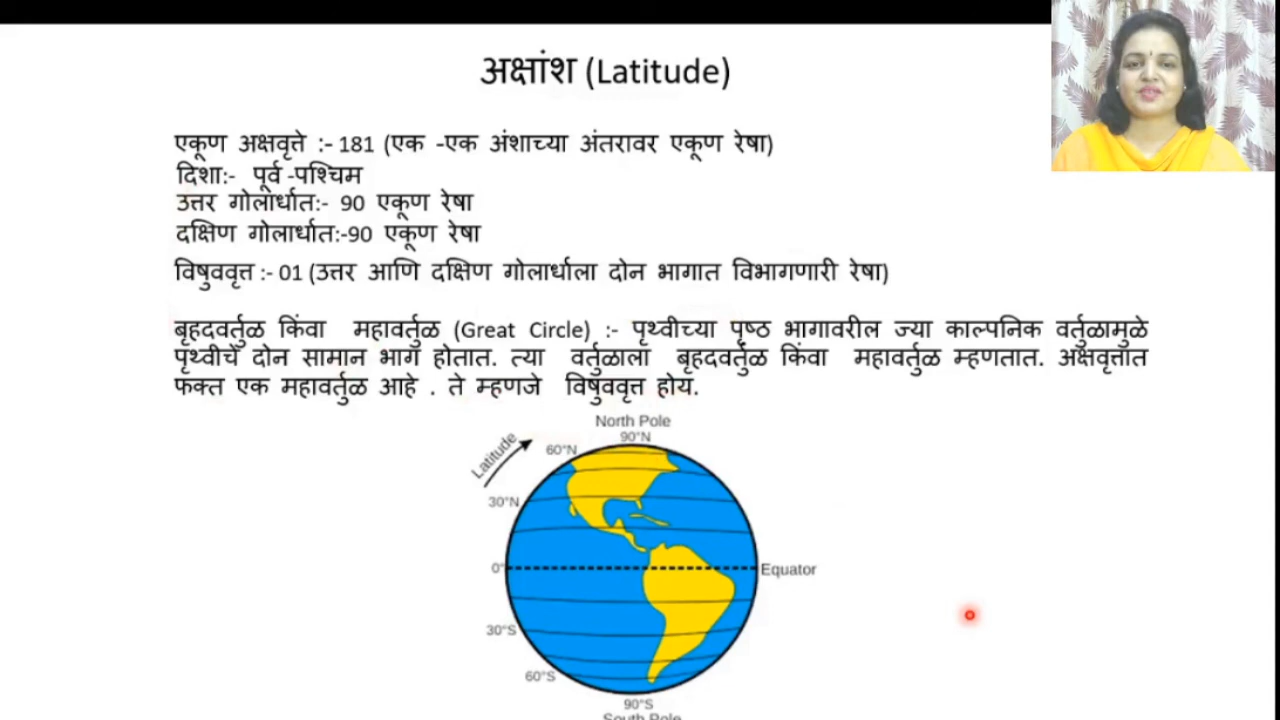 अक्षांश (Latitude)
एकूण अक्षवृत्ते :- 181 (एक -एक अंशाच्या अंतरावर एकूण रेषा)
दिशा:- पूर्व -पश्चिम
उत्तर गोलार्धात:- 90 एकूण रेषा
दक्षिण गोलार्धात:-90 एकूण रेषा
विषुववृत्त :- 01 (उत्तर आणि दक्षिण गोलार्धाला दोन भागात विभागणारी रेषा)
बृहदवर्तुळ किंवा महावर्तुळ (Great Circle) :- पृथ्वीच्या पृष्ठ भागावरील ज्या काल्पनिक वर्तुळामुळे
पृथ्वीचे दोन सामान भाग होतात. त्या वर्तुळाला बृहदवर्तुळ किंवा महावर्तुळ म्हणतात. अक्षवृत्तात
फक्त एक महावर्तुळ आहे . ते म्हणजे विषुववृत्त होय.
North Pole
90°N
Latitude
60°N
30°N
0°
Equator
30°S
60°S
90°S
South Pole